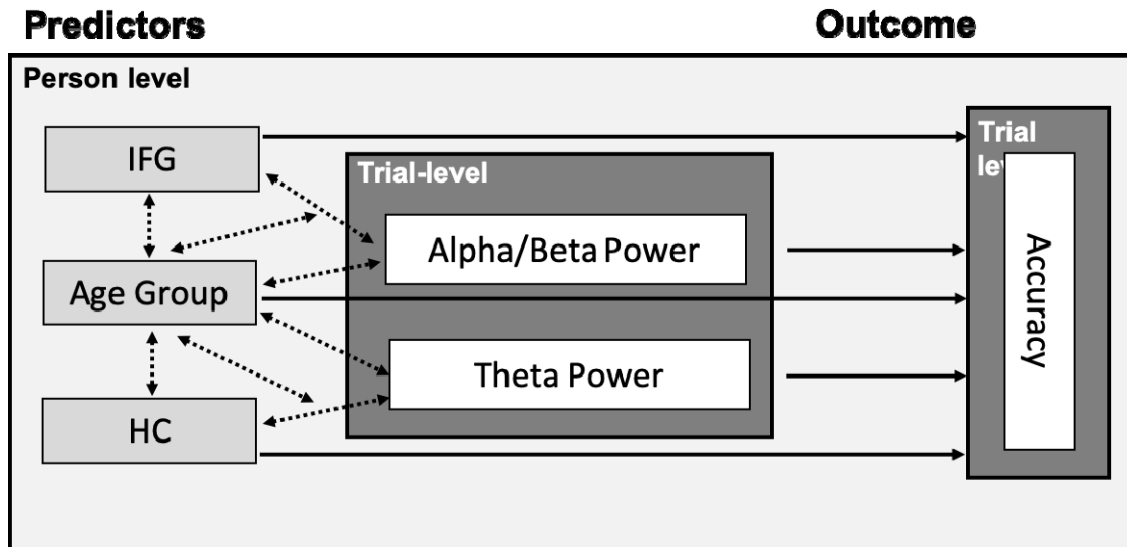 Predictors
Outcome
Person level
IFG
Trial
Trial-level
Alpha/Beta Power
Age Group
Accuracy
Theta Power
HC